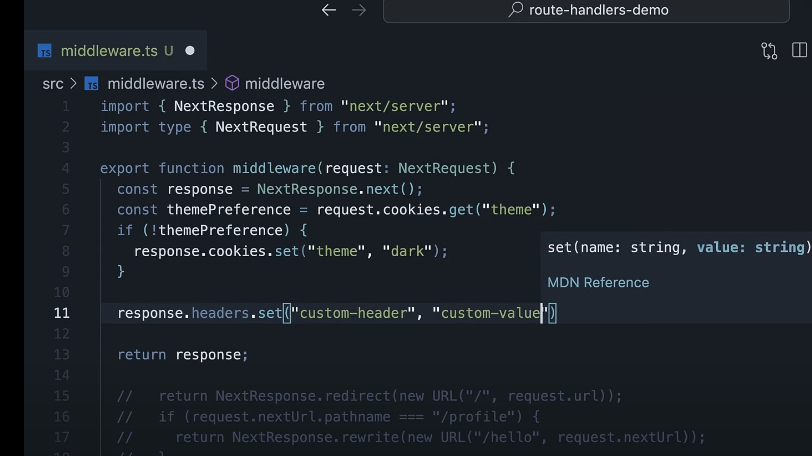 route-handlers-demo
TS middleware.ts U
src > TS middleware.ts > middleware
1 import { NextResponse } from "next/server";
2 import type { NextRequest } from "next/server";
3
4 export function middleware(request: NextRequest) {
5 const response = NextResponse.next();
6 const themePreference = request.cookies.get("theme");
7 if (!themePreference) {
8 response.cookies.set("theme", "dark");
9 }
10
11 response.headers.set("custom-header", "custom-value")
12
13 return response;
14
15 // return NextResponse.redirect(new URL("/", request.url));
16 // if (request.nextUrl.pathname === "/profile") {
17 // return NextResponse.rewrite(new URL("/hello", request.nextUrl));
18 // }
set(name: string, value: string)
MDN Reference